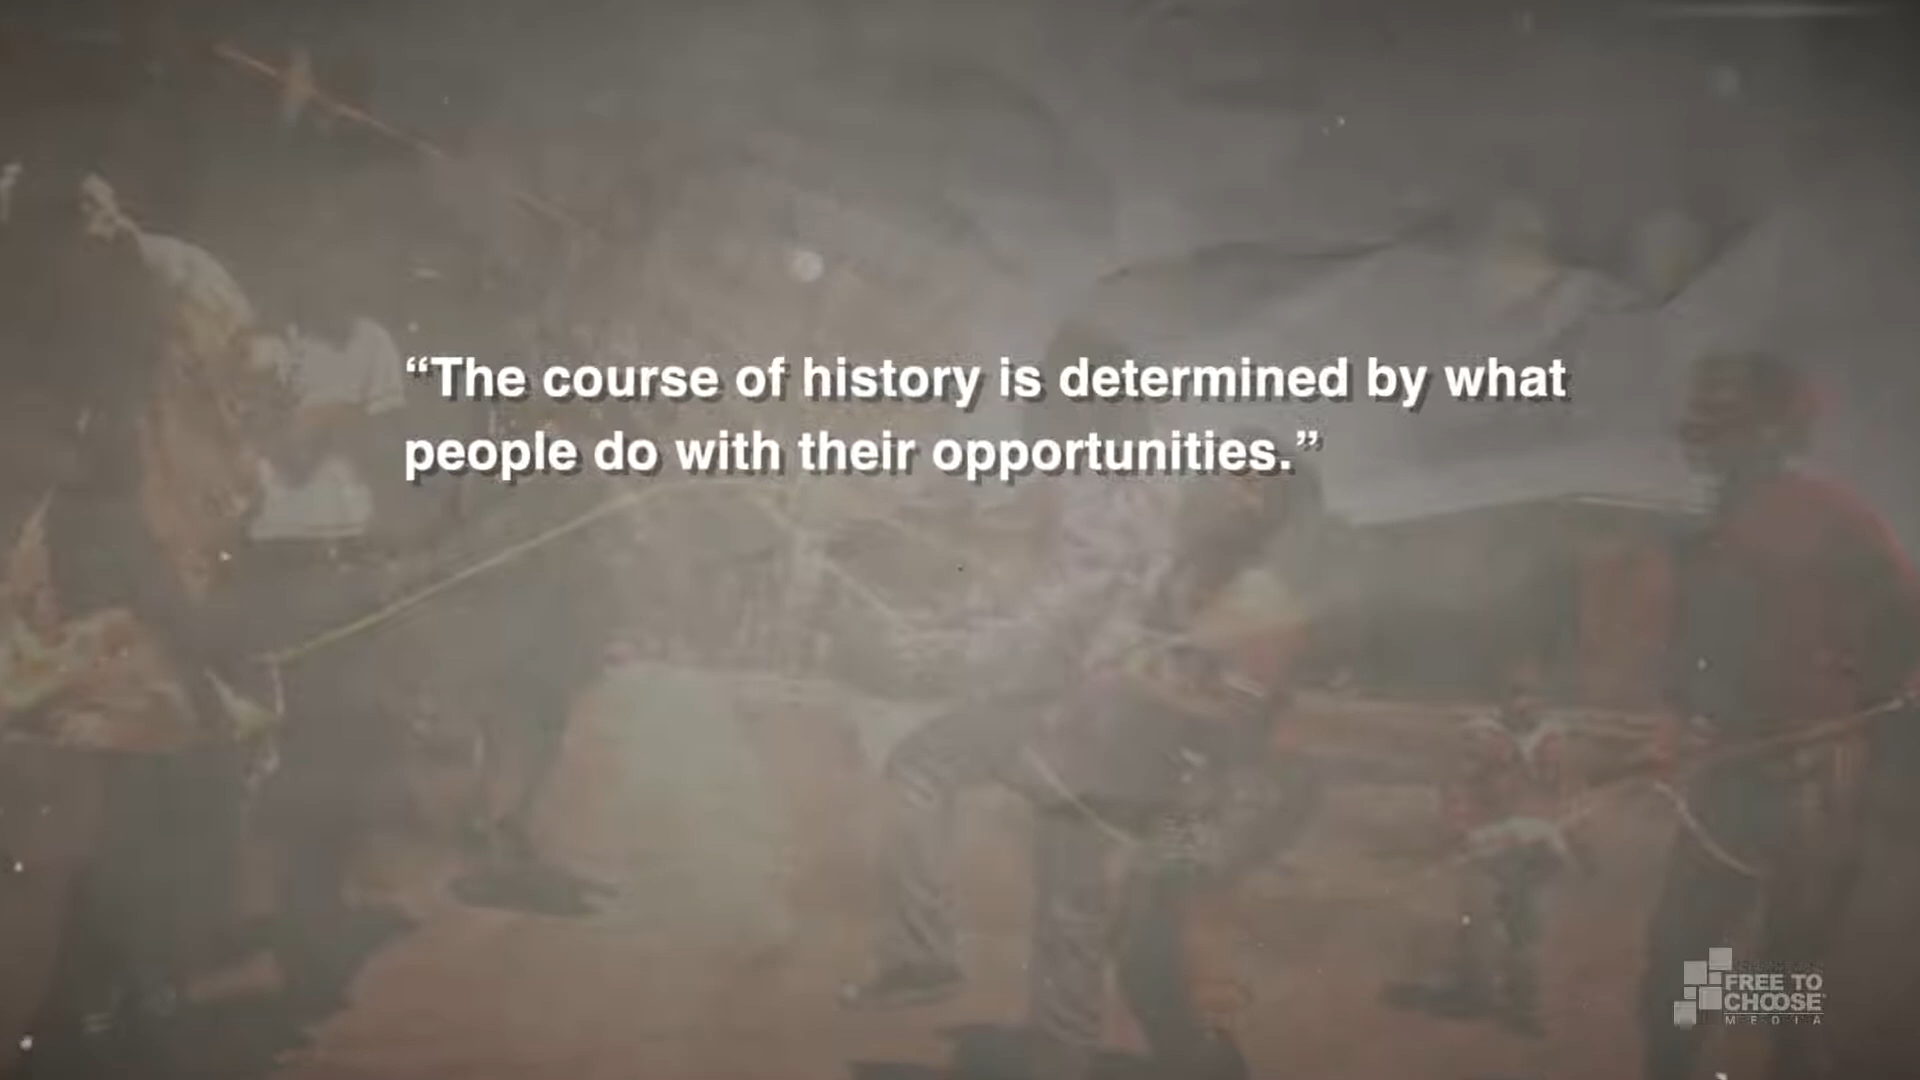 “The course of history is determined by what
people do with their opportunities.”
FREE TO
CHOOSE
MEDIA